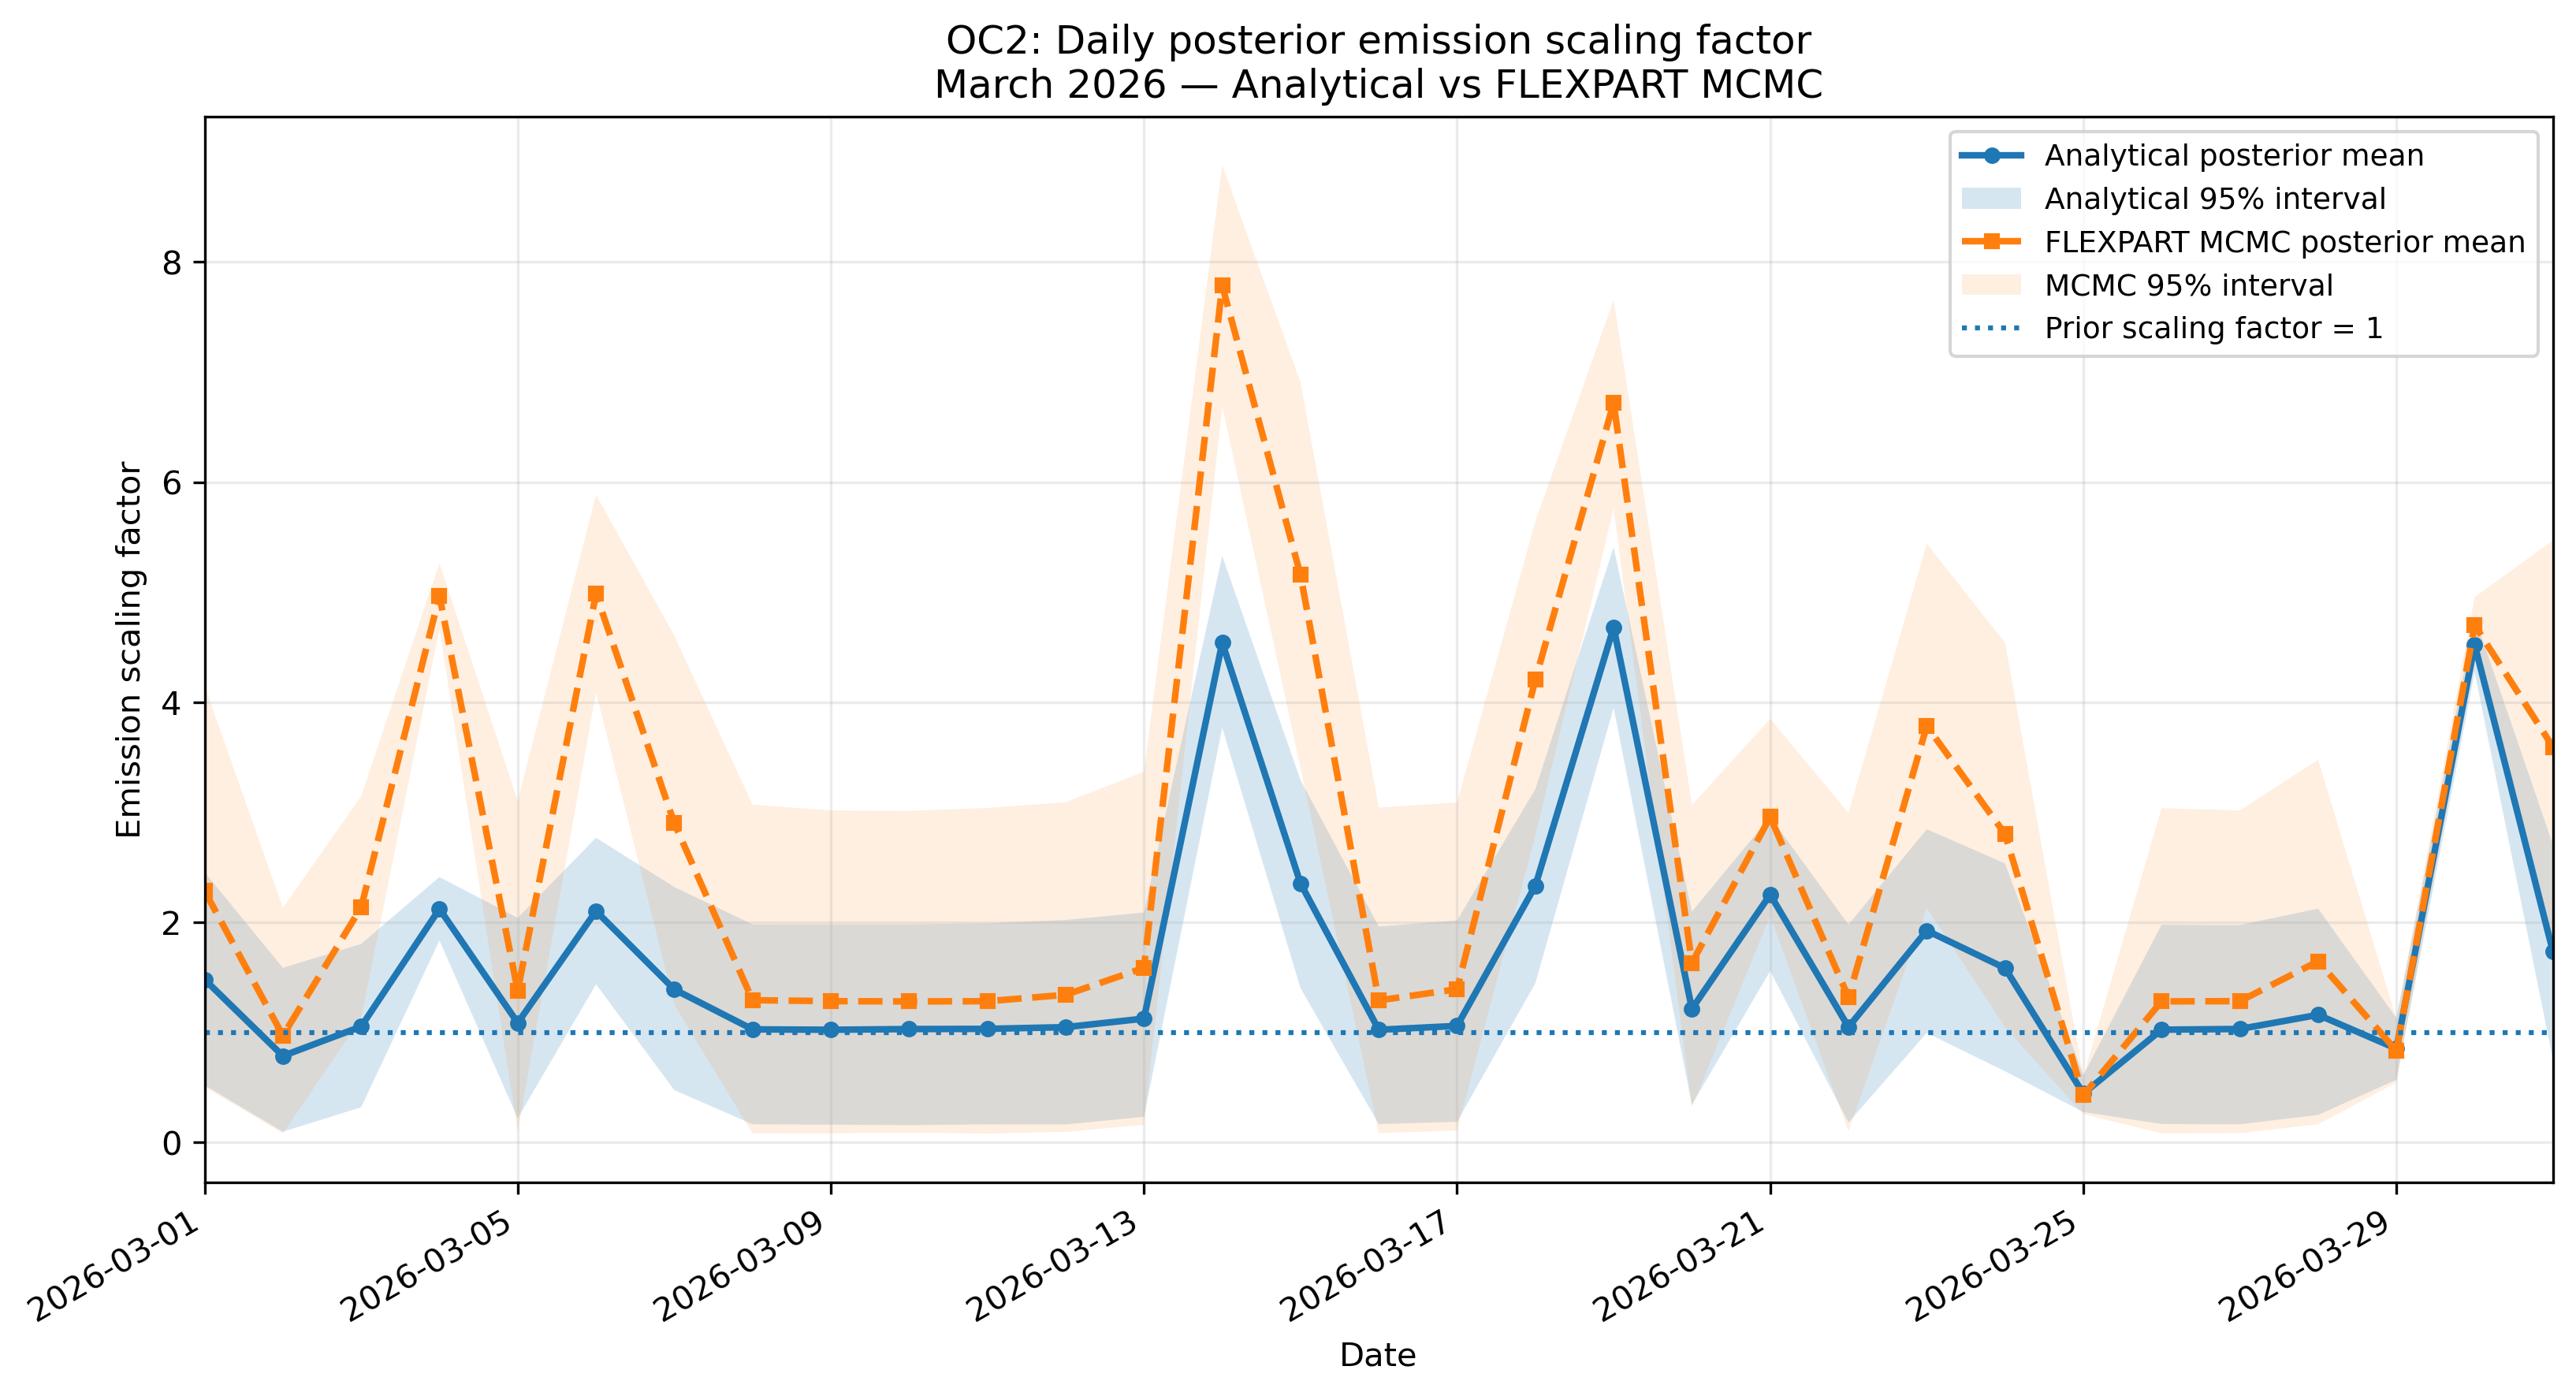 OC2: Daily posterior emission scaling factor
March 2026 — Analytical vs FLEXPART MCMC
Analytical posterior mean
Analytical 95% interval
FLEXPART MCMC posterior mean
MCMC 95% interval
Prior scaling factor = 1
Emission scaling factor
8
6
4
2
0
2026-03-01
2026-03-05
2026-03-09
2026-03-13
2026-03-17
2026-03-21
2026-03-25
2026-03-29
Date